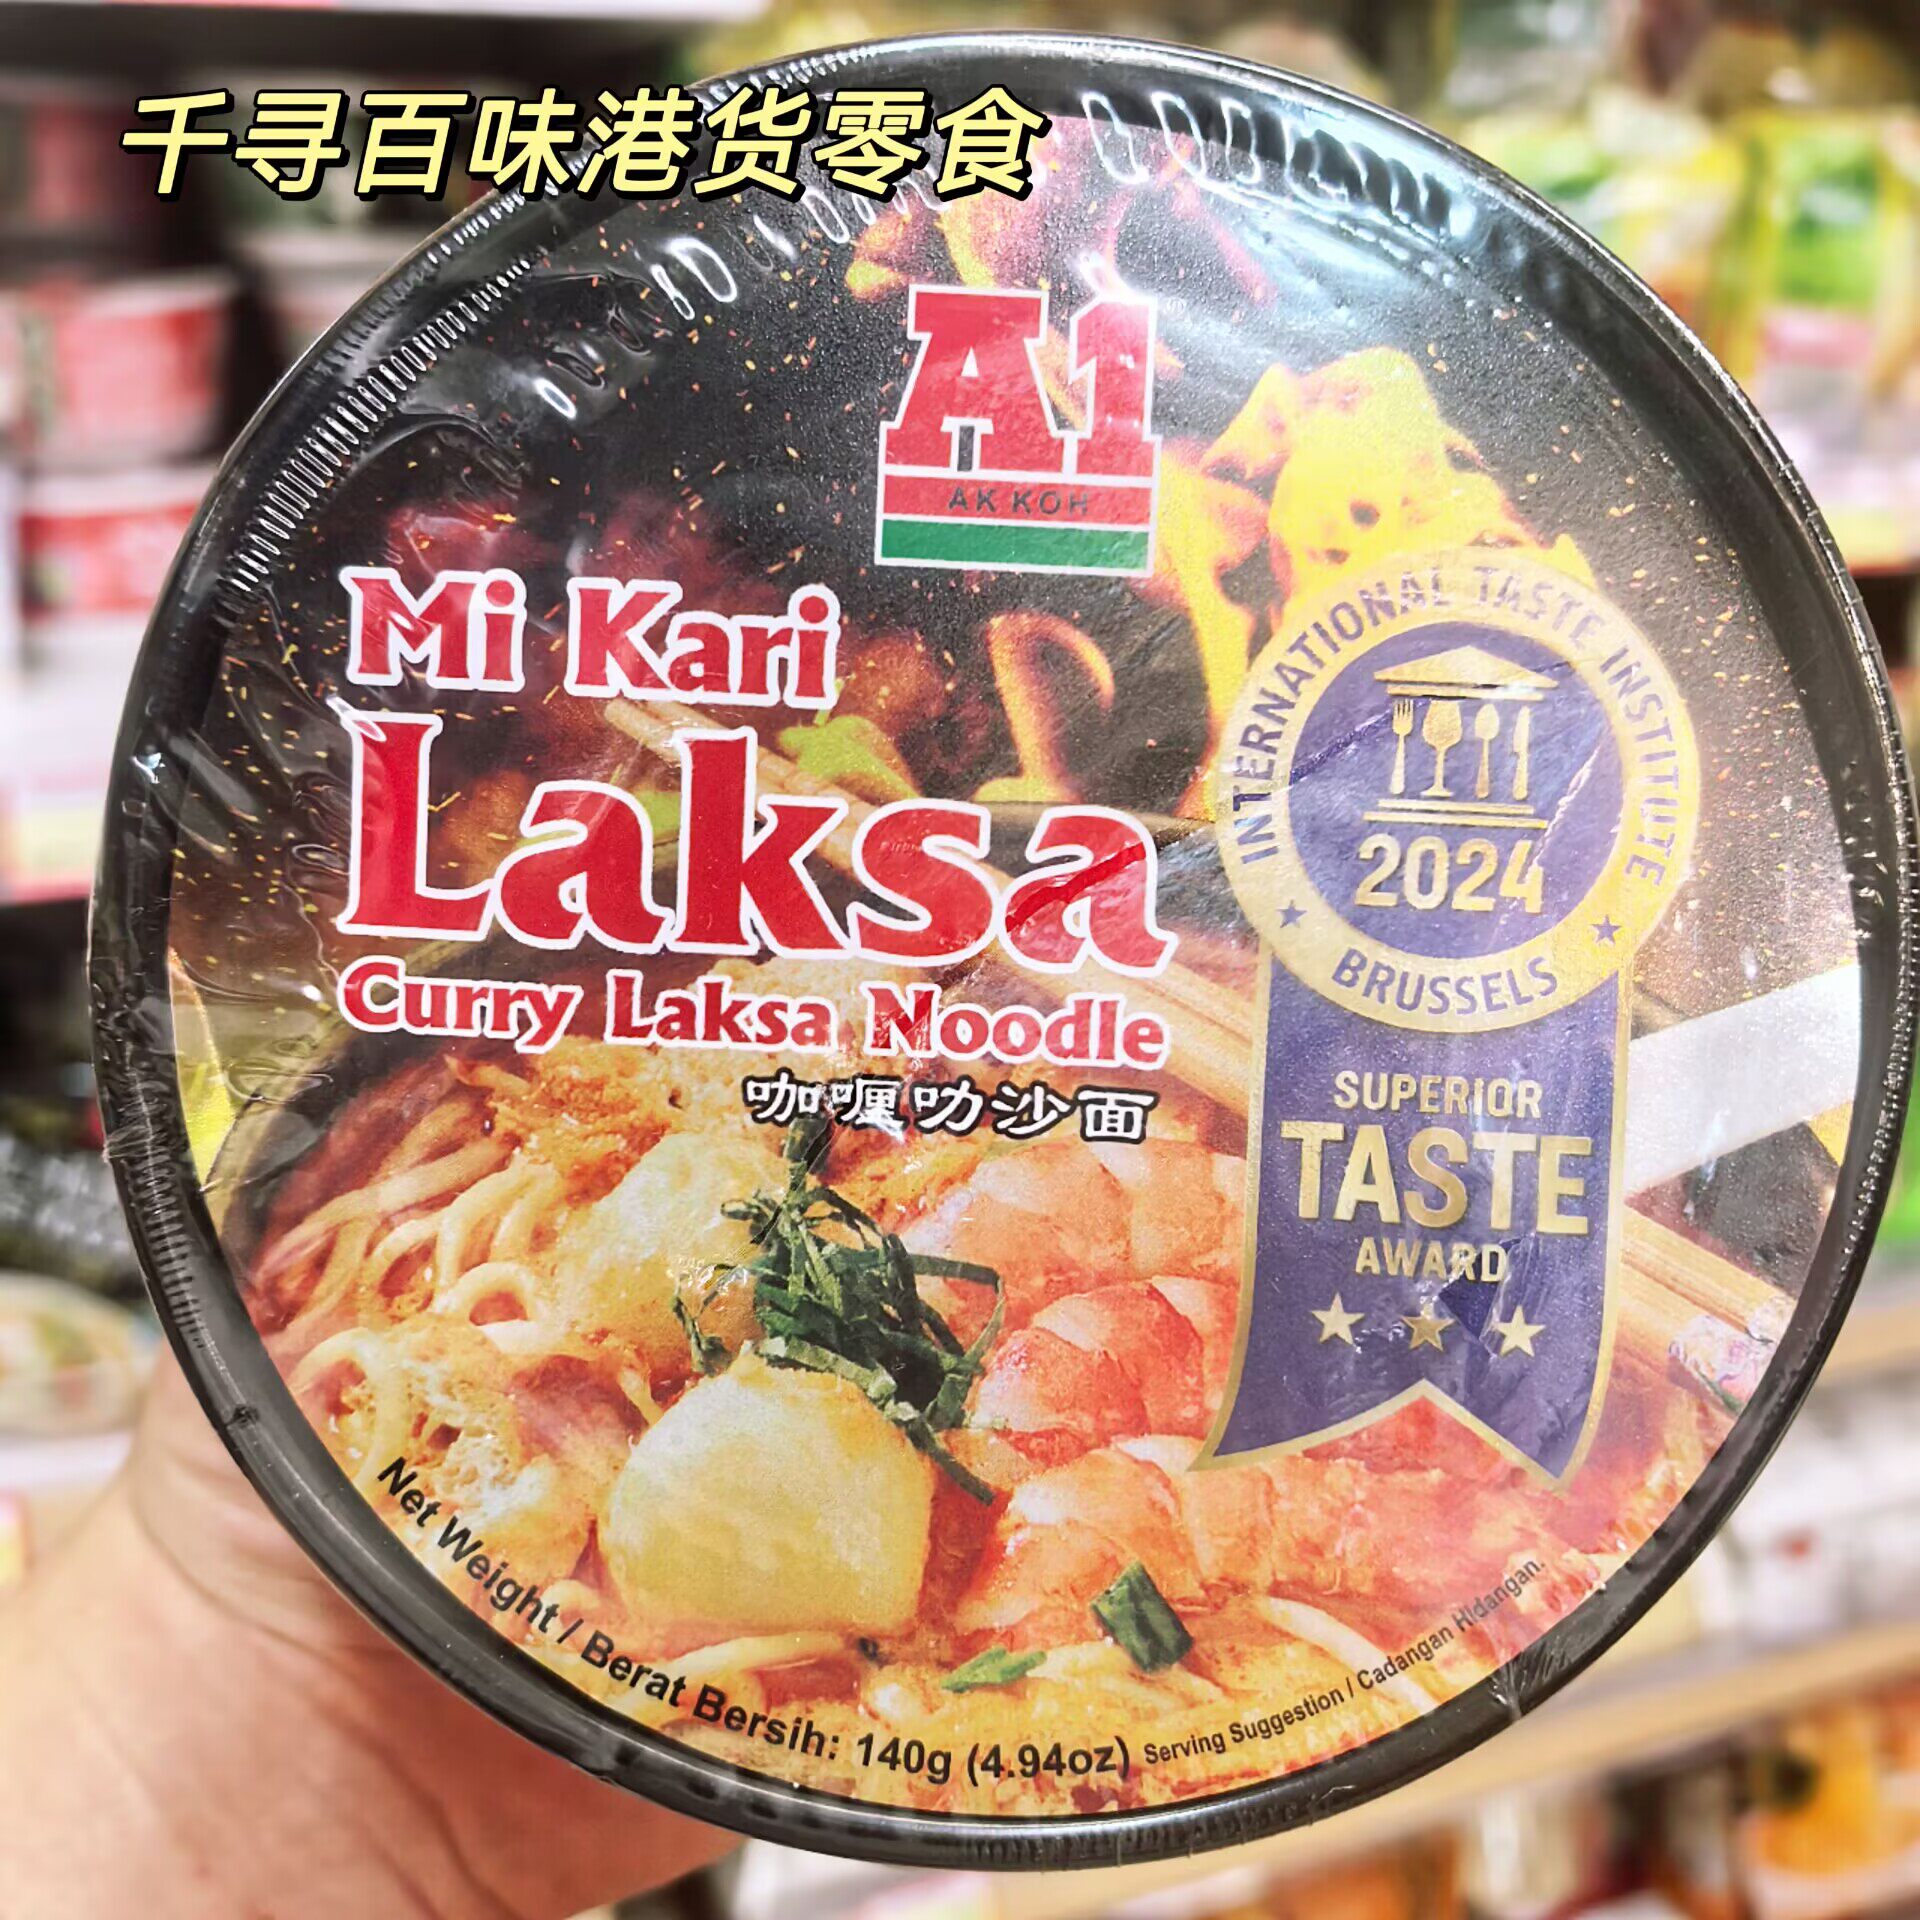 千寻百味港货零食
A1
AK KOH
Mi Kari
Laksa
Curry Laksa Noodle
咖喱叻沙面
INTERNATIONAL TASTE INSTITUTE
2024
BRUSSELS
SUPERIOR
TASTE
AWARD
Net Weight / Berat Bersih: 140g (4.94oz)
Serving Suggestion / Cadangan Hidangan.